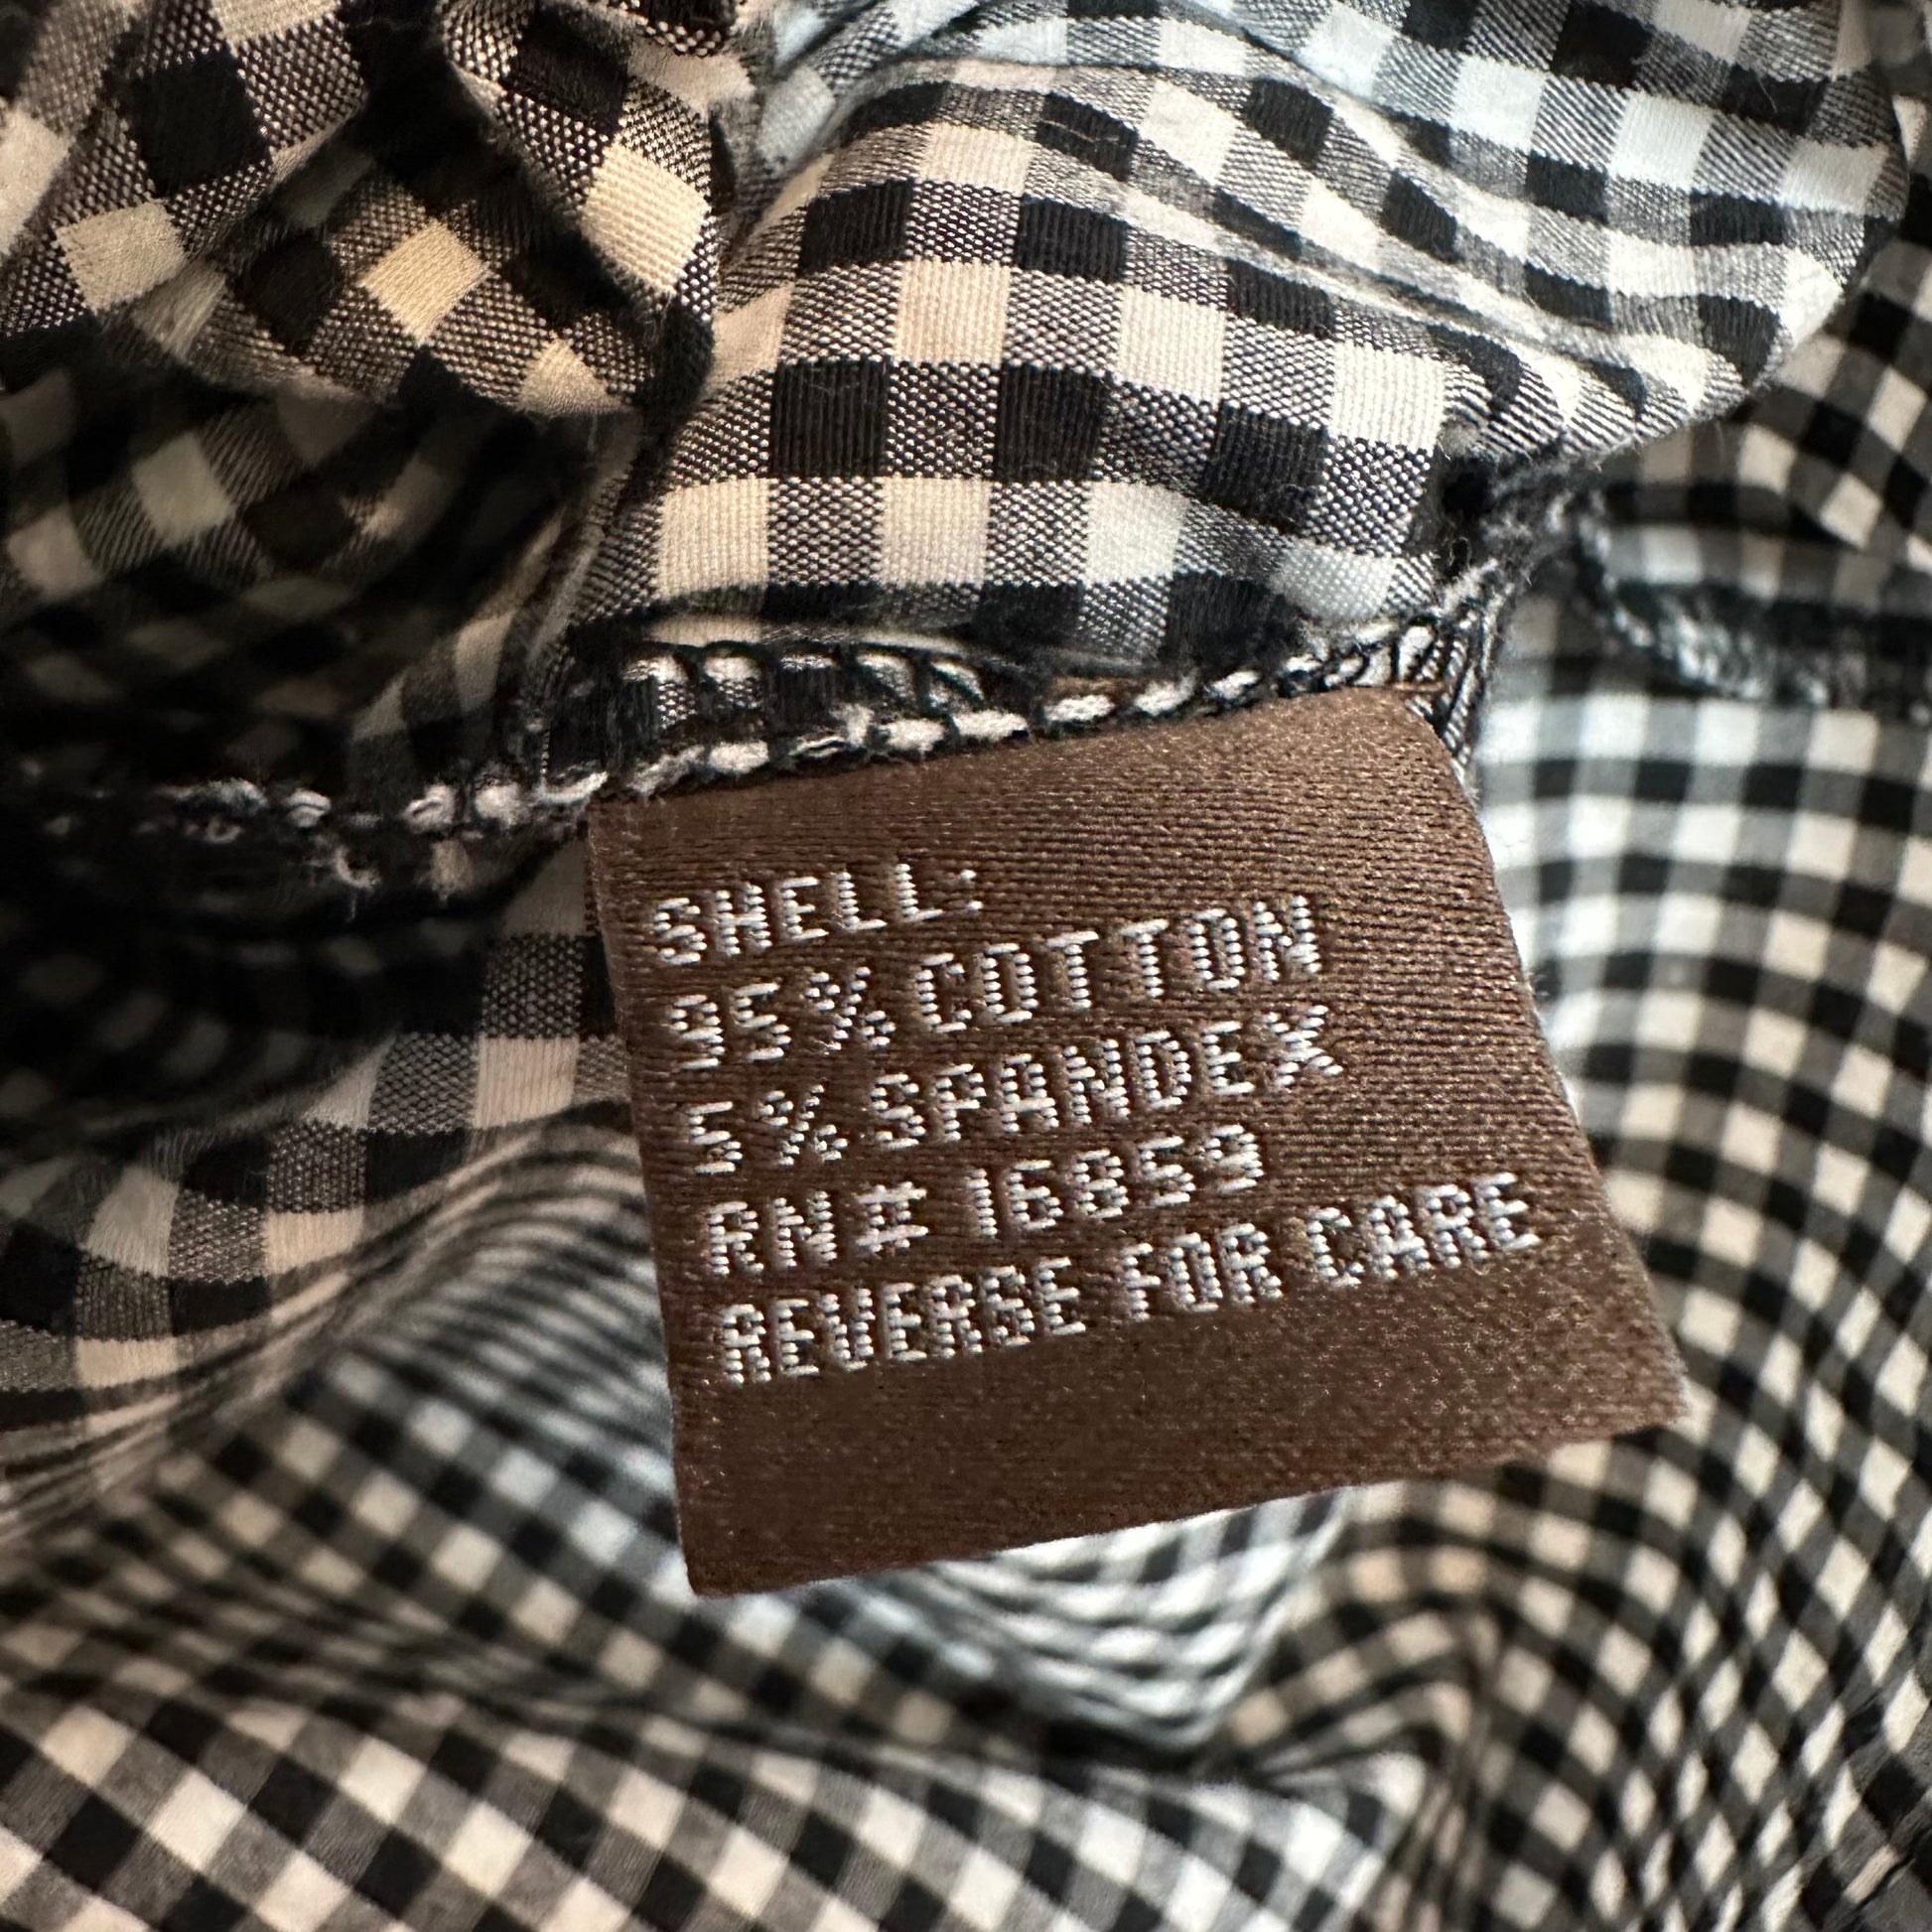 SHELL:
95% COTTON
5% SPANDEX
RN# 16859
REVERSE FOR CARE